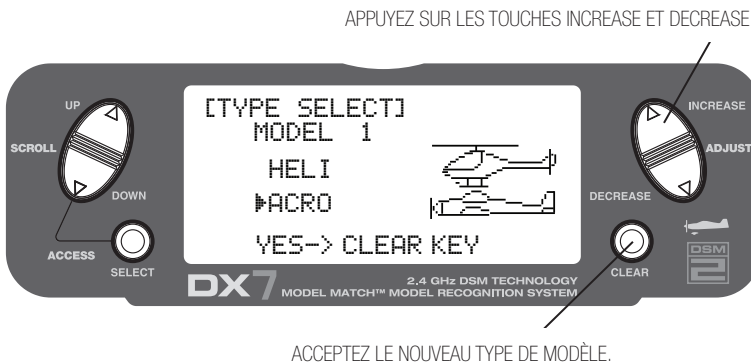 APPUYEZ SUR LES TOUCHES INCREASE ET DECREASE
UP
SCROLL
DOWN
ACCESS
SELECT
[TYPE SELECT]
MODEL 1
HELI
ACRO
YES-> CLEAR KEY
INCREASE
ADJUST
DECREASE
CLEAR
DSM
2
DX7
2.4 GHz DSM TECHNOLOGY
MODEL MATCH™ MODEL RECOGNITION SYSTEM
ACCEPTEZ LE NOUVEAU TYPE DE MODÈLE.